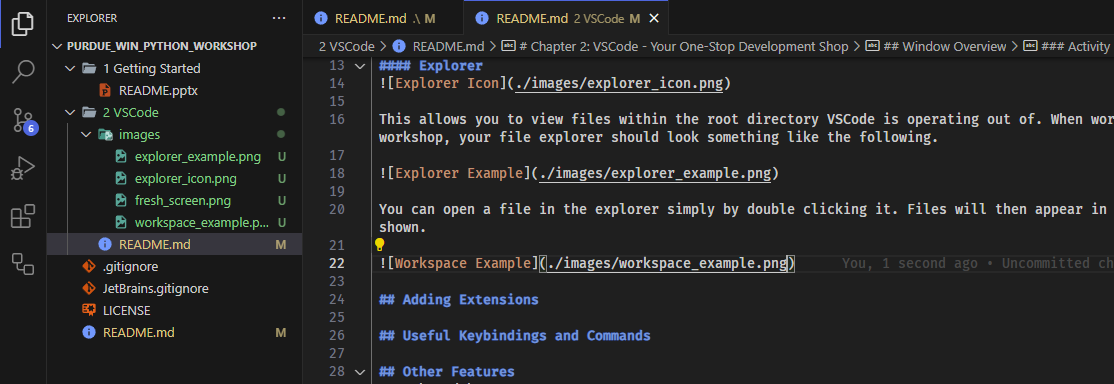 EXPLORER
PURDUE_WIN_PYTHON_WORKSHOP
1 Getting Started
README.pptx
2 VSCode
images
explorer_example.png U
explorer_icon.png U
fresh_screen.png U
workspace_example.p... U
README.md M
.gitignore
JetBrains.gitignore
LICENSE
README.md M
6
README.md .\ M
README.md 2 VSCode M
2 VSCode > README.md > # Chapter 2: VSCode - Your One-Stop Development Shop > ## Window Overview > ### Activity
13 #### Explorer
14 ![Explorer Icon](./images/explorer_icon.png)
15
16 This allows you to view files within the root directory VSCode is operating out of. When wor
workshop, your file explorer should look something like the following.
17
18 ![Explorer Example](./images/explorer_example.png)
19
20 You can open a file in the explorer simply by double clicking it. Files will then appear in
shown.
21
22 ![Workspace Example](./images/workspace_example.png) You, 1 second ago • Uncommitted ch
23
24 ## Adding Extensions
25
26 ## Useful Keybindings and Commands
27
28 ## Other Features